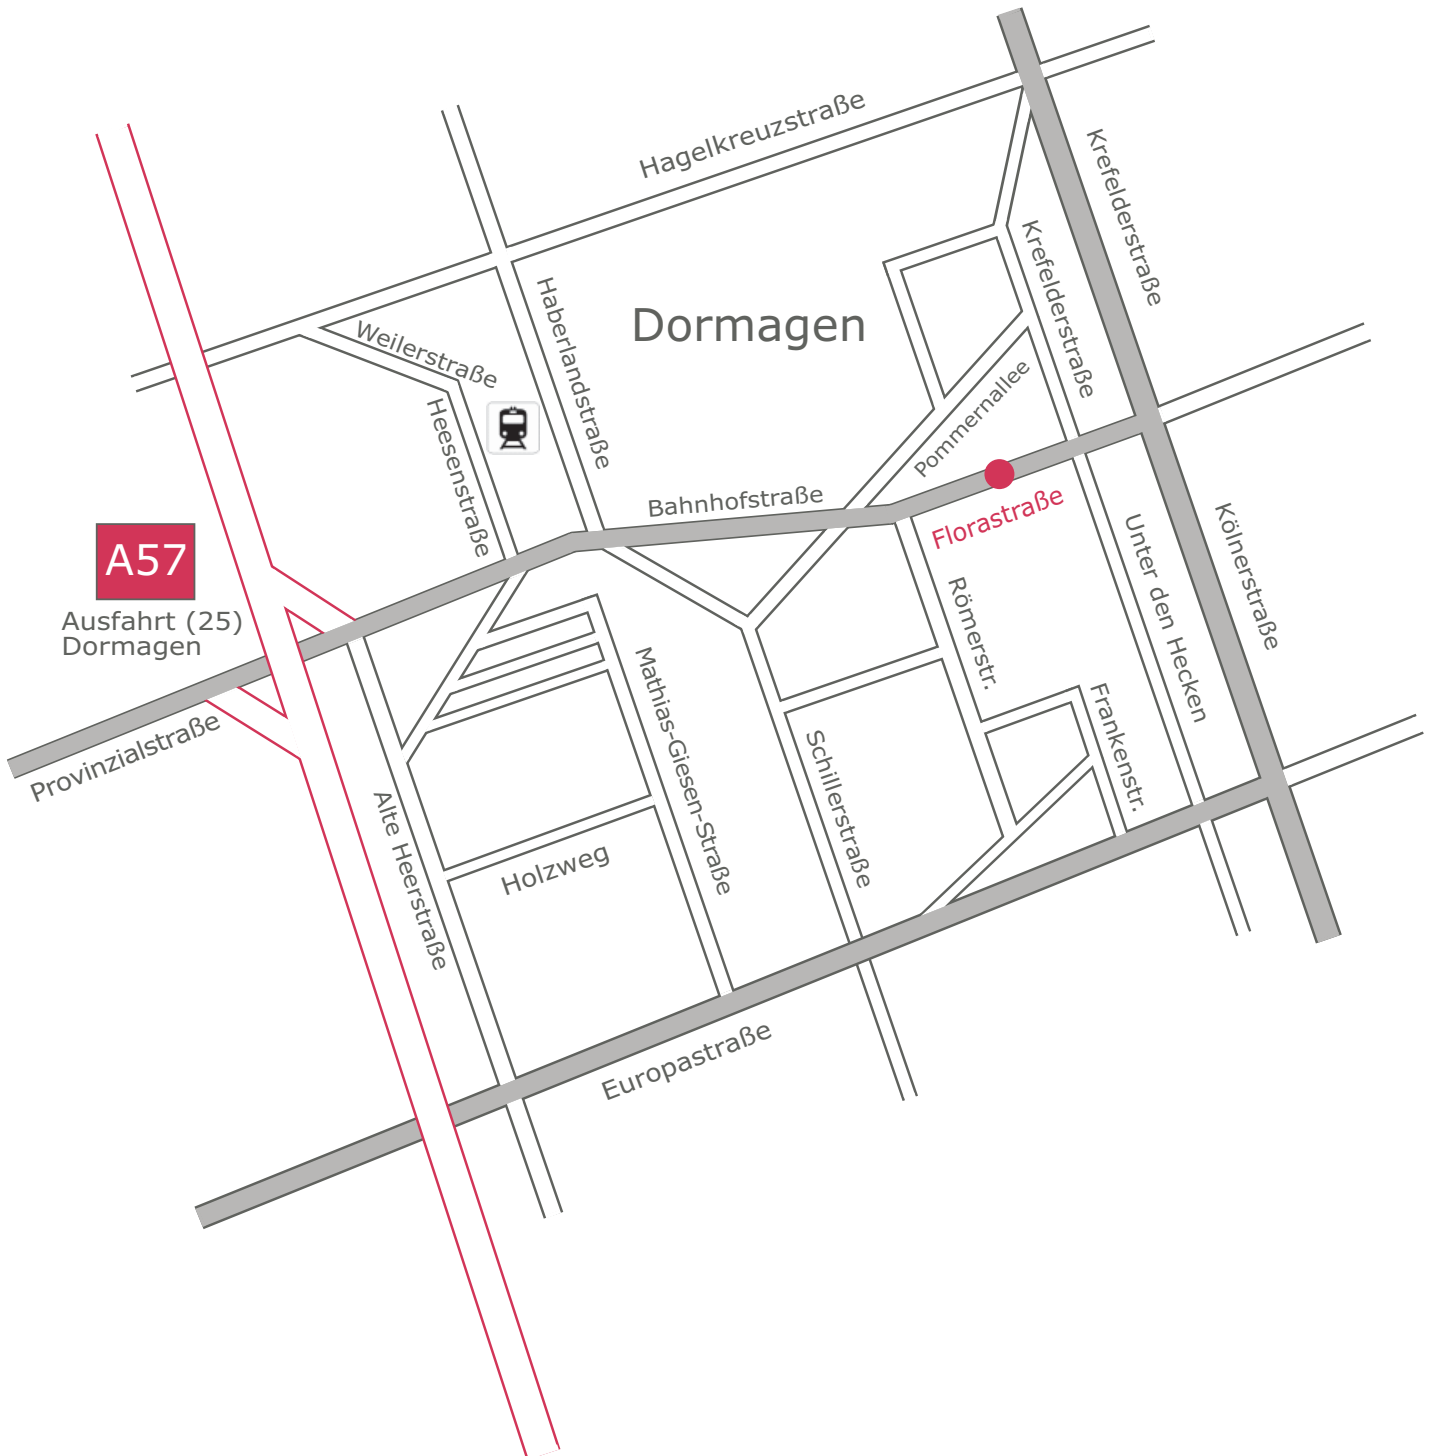 Hagelkreuzstraße
Krefelderstraße
Krefelderstraße
Haberlandstraße
Dormagen
Weilerstraße
Heesenstraße
Pommernallee
Bahnhofstraße
Florastraße
A57
Ausfahrt (25)
Dormagen
Provinzialstraße
Unter den Hecken
Kölnerstraße
Römerstr.
Mathias-Giesen-Straße
Frankenstr.
Schillerstraße
Alte Heerstraße
Holzweg
Europastraße